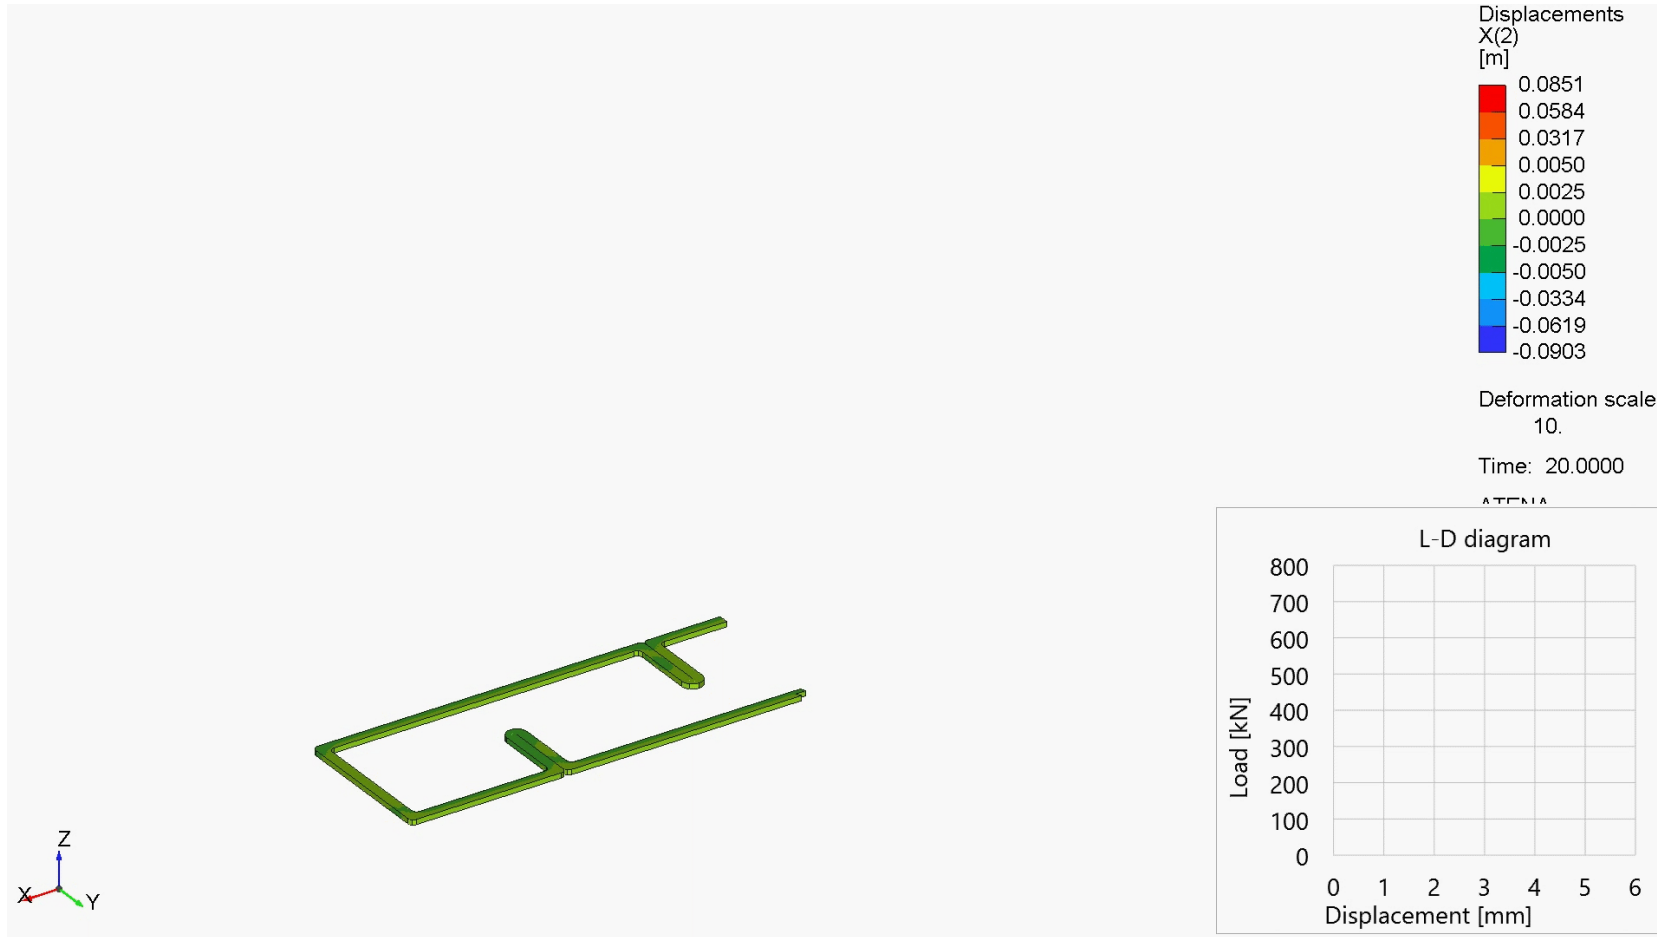 Displacements
X(2)
[m]
0.0851
0.0584
0.0317
0.0050
0.0025
0.0000
-0.0025
-0.0050
-0.0334
-0.0619
-0.0903
Deformation scale
10.
Time: 20.0000
ATENA
L-D diagram
800
700
600
500
400
300
200
100
0
Load [kN]
0 1 2 3 4 5 6
Displacement [mm]
Z
X
Y